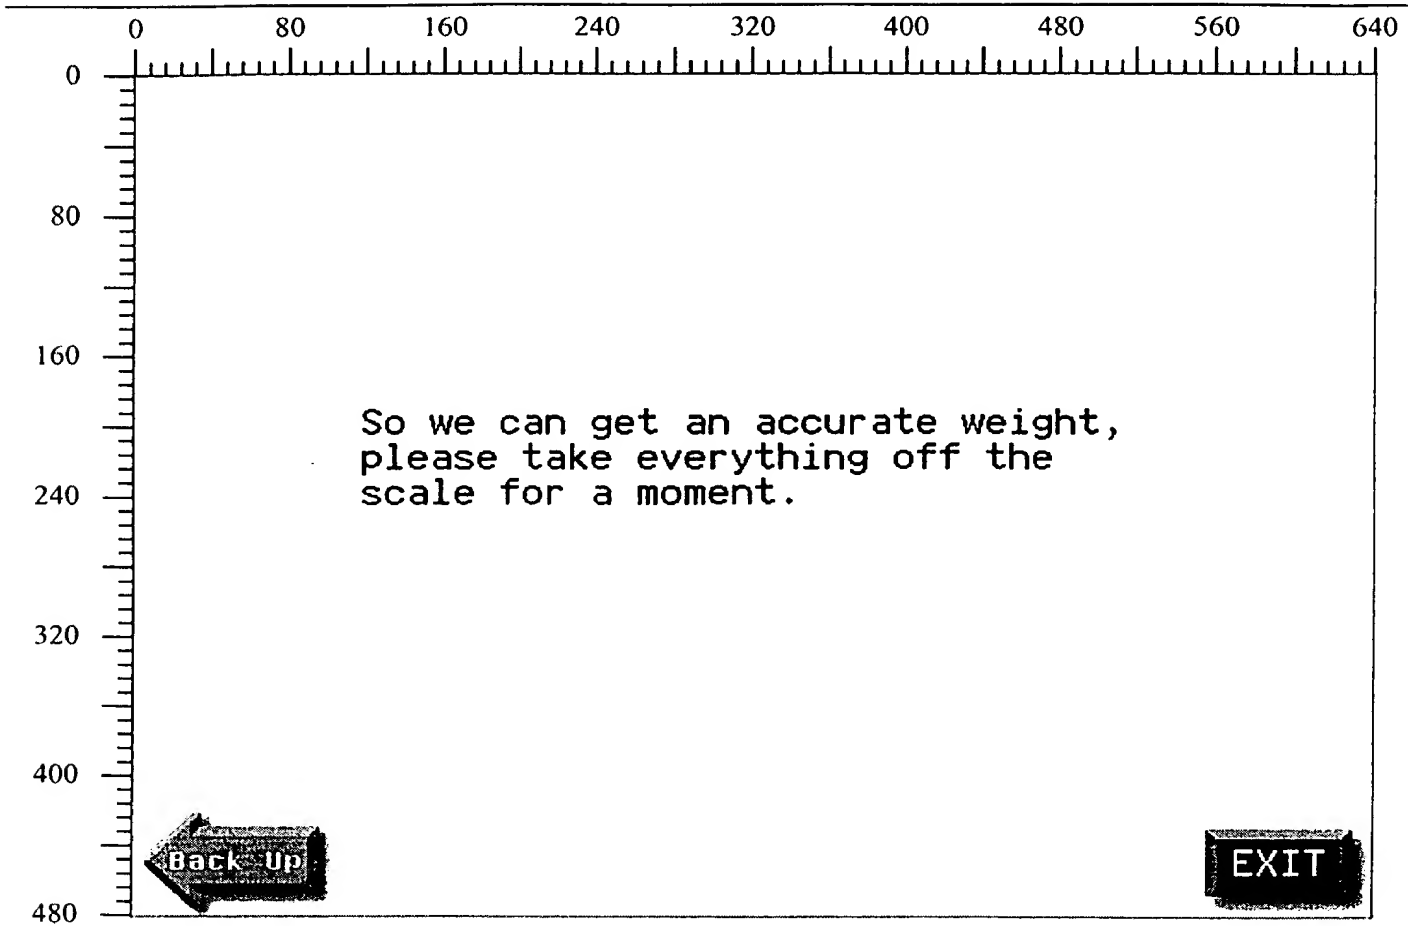 0 80 160 240 320 400 480 560 640
0
80
160
So we can get an accurate weight,
please take everything off the
240
scale for a moment.
320
400
Back Up
EXIT
480